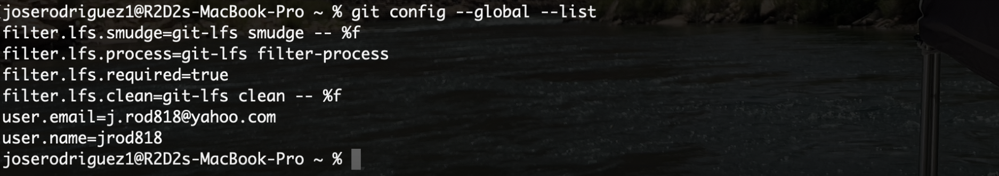 joserodriguez1@R2D2s-MacBook-Pro ~ % git config --global --list
filter.lfs.smudge=git-lfs smudge -- %f
filter.lfs.process=git-lfs filter-process
filter.lfs.required=true
filter.lfs.clean=git-lfs clean -- %f
user.email=j.rod818@yahoo.com
user.name=jrod818
joserodriguez1@R2D2s-MacBook-Pro ~ %